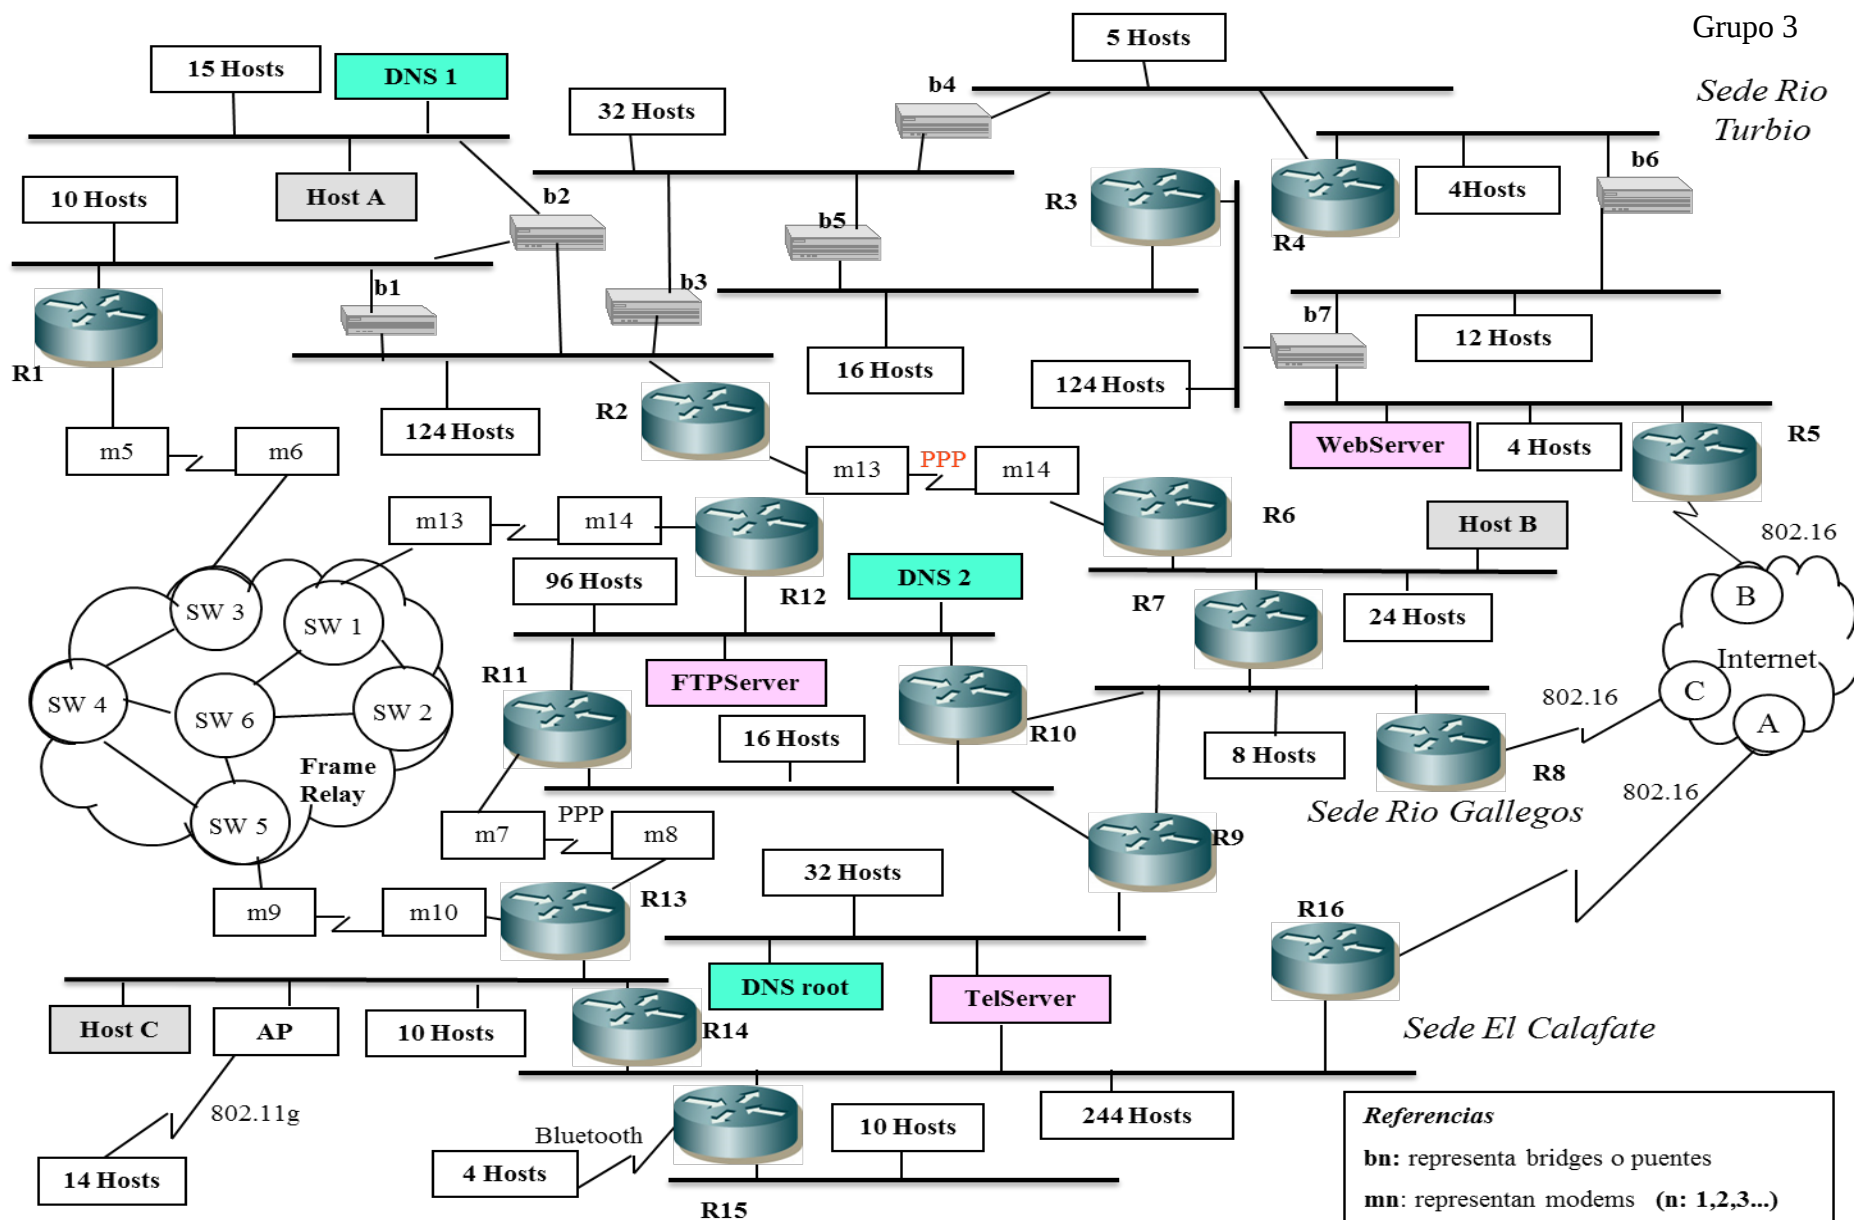 Grupo 3
Sede Rio
Turbio
5 Hosts
15 Hosts
DNS 1
32 Hosts
b4
b6
10 Hosts
Host A
b2
b5
R3
R4
4Hosts
b1
b3
b7
R1
16 Hosts
124 Hosts
12 Hosts
R2
124 Hosts
WebServer
4 Hosts
R5
m5
m6
m13
PPP
m14
m13
m14
R6
Host B
802.16
96 Hosts
R12
DNS 2
R7
24 Hosts
B
SW 3
SW 1
Internet
R11
FTPServer
C
SW 4
SW 6
SW 2
16 Hosts
R10
8 Hosts
R8
802.16
A
Frame
Relay
SW 5
m7
PPP
m8
R9
Sede Rio Gallegos
802.16
m9
m10
R13
32 Hosts
R16
Host C
AP
10 Hosts
R14
DNS root
TelServer
Sede El Calafate
802.11g
14 Hosts
Bluetooth
4 Hosts
R15
10 Hosts
244 Hosts
Referencias
bn: representa bridges o puentes
mn: representan modems (n: 1,2,3...)